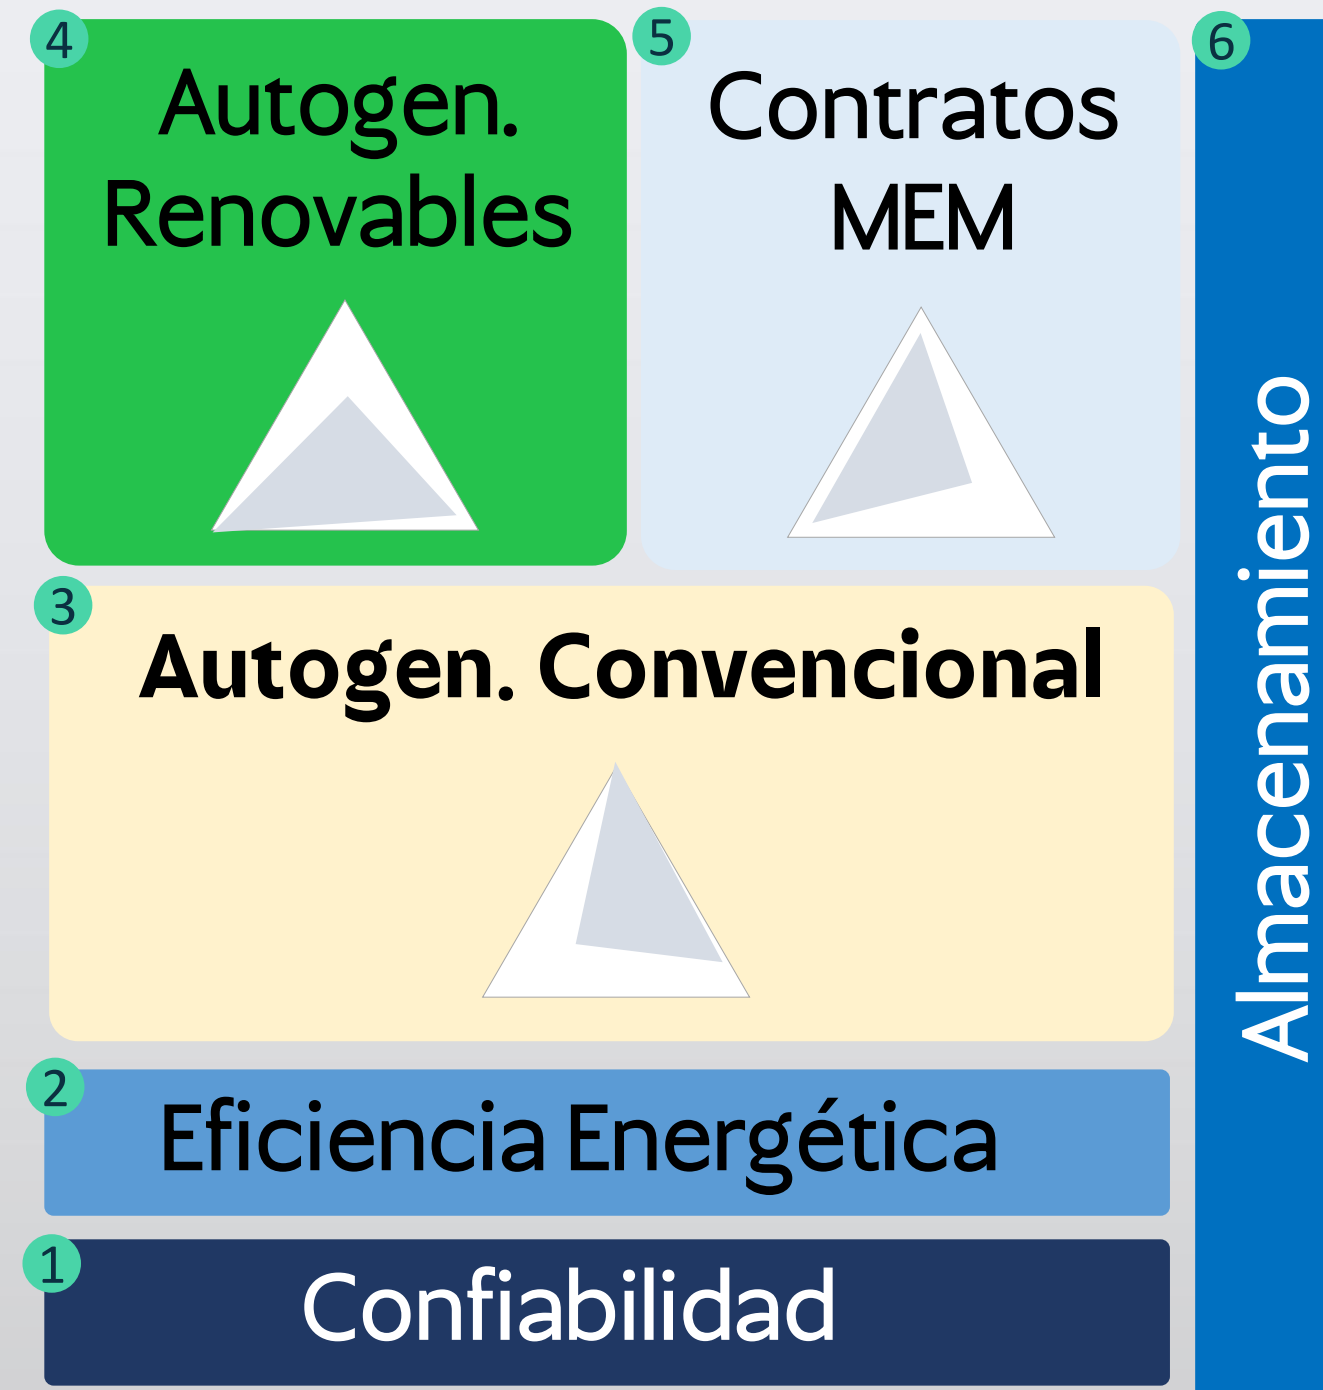 4
Autogen.
Renovables
5
Contratos
MEM
6
Almacenamiento
3
Autogen. Convencional
2
Eficiencia Energética
1
Confiabilidad